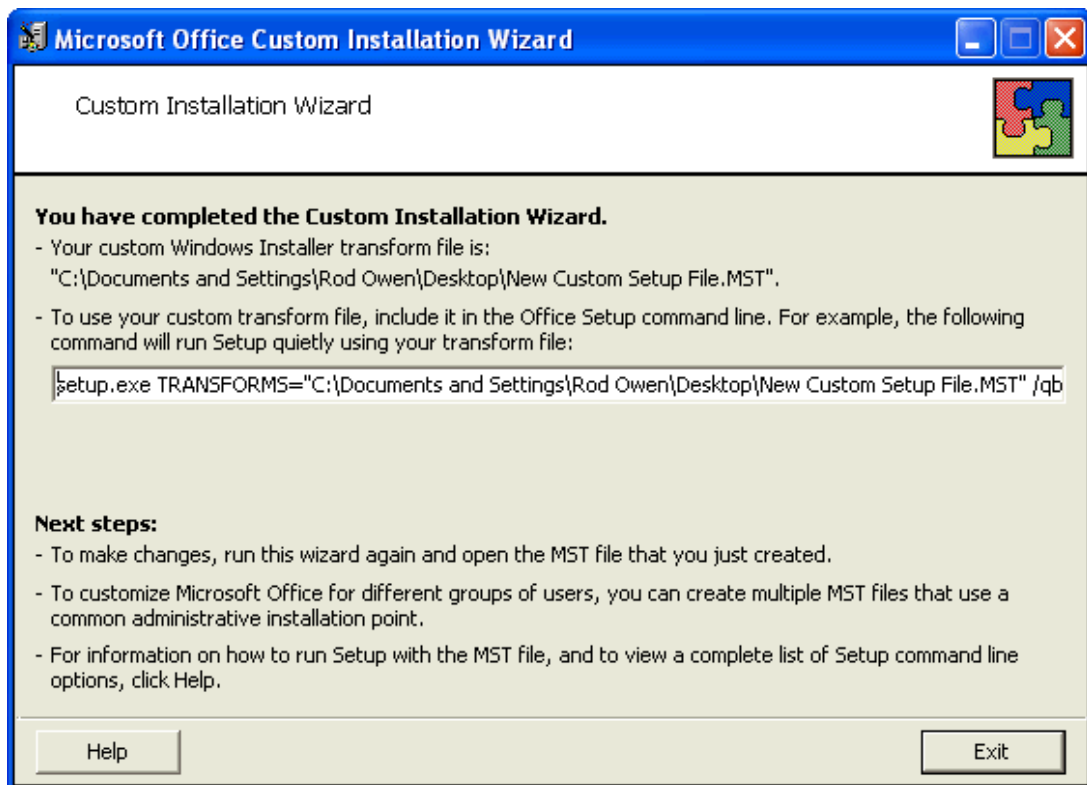 Microsoft Office Custom Installation Wizard
Custom Installation Wizard
You have completed the Custom Installation Wizard.
- Your custom Windows Installer transform file is:
"C:\Documents and Settings\Rod Owen\Desktop\New Custom Setup File.MST".
- To use your custom transform file, include it in the Office Setup command line. For example, the following
command will run Setup quietly using your transform file:
setup.exe TRANSFORMS="C:\Documents and Settings\Rod Owen\Desktop\New Custom Setup File.MST" /qb
Next steps:
- To make changes, run this wizard again and open the MST file that you just created.
- To customize Microsoft Office for different groups of users, you can create multiple MST files that use a
common administrative installation point.
- For information on how to run Setup with the MST file, and to view a complete list of Setup command line
options, click Help.
Help
Exit